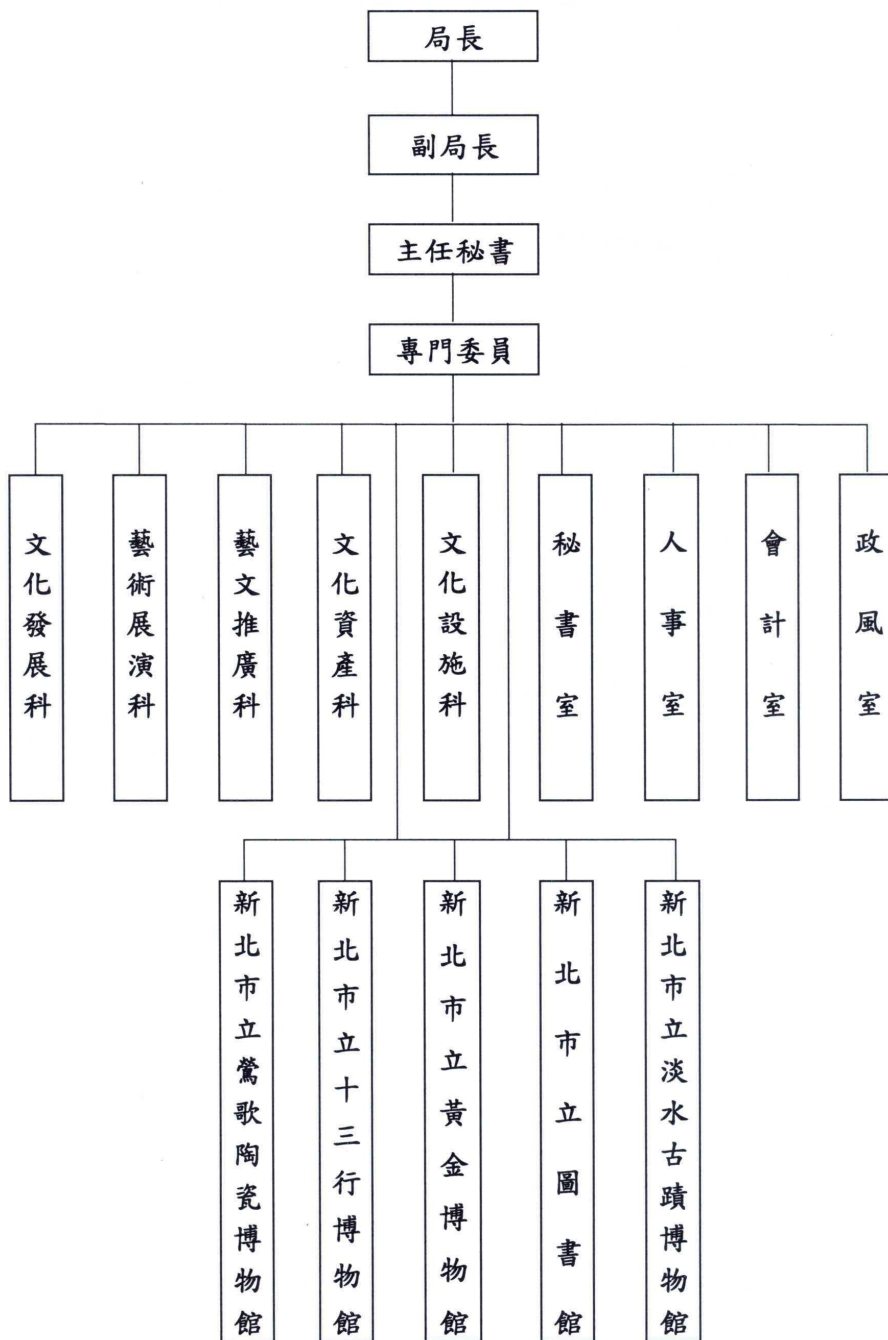 局長
副局長
主任秘書
專門委員
文化發展科
藝術展演科
藝文推廣科
文化資產科
文化設施科
秘書室
人事室
會計室
政風室
新北市立鶯歌陶瓷博物館
新北市立十三行博物館
新北市立黃金博物館
新北市立圖書館
新北市立淡水古蹟博物館